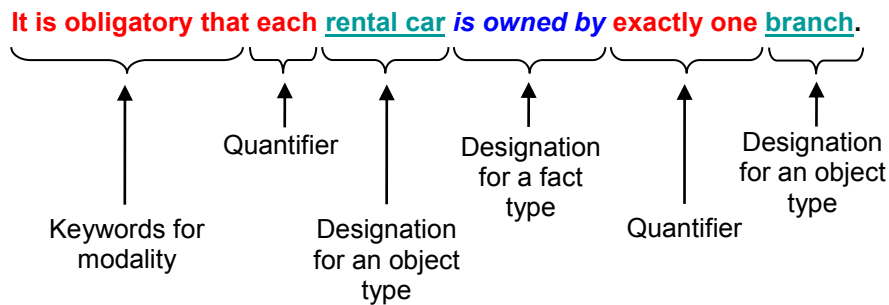 It is obligatory that each rental car is owned by exactly one branch.
Quantifier
Designation
for a fact
type
Designation
for an object
type
Keywords for
modality
Designation
for an object
type
Quantifier